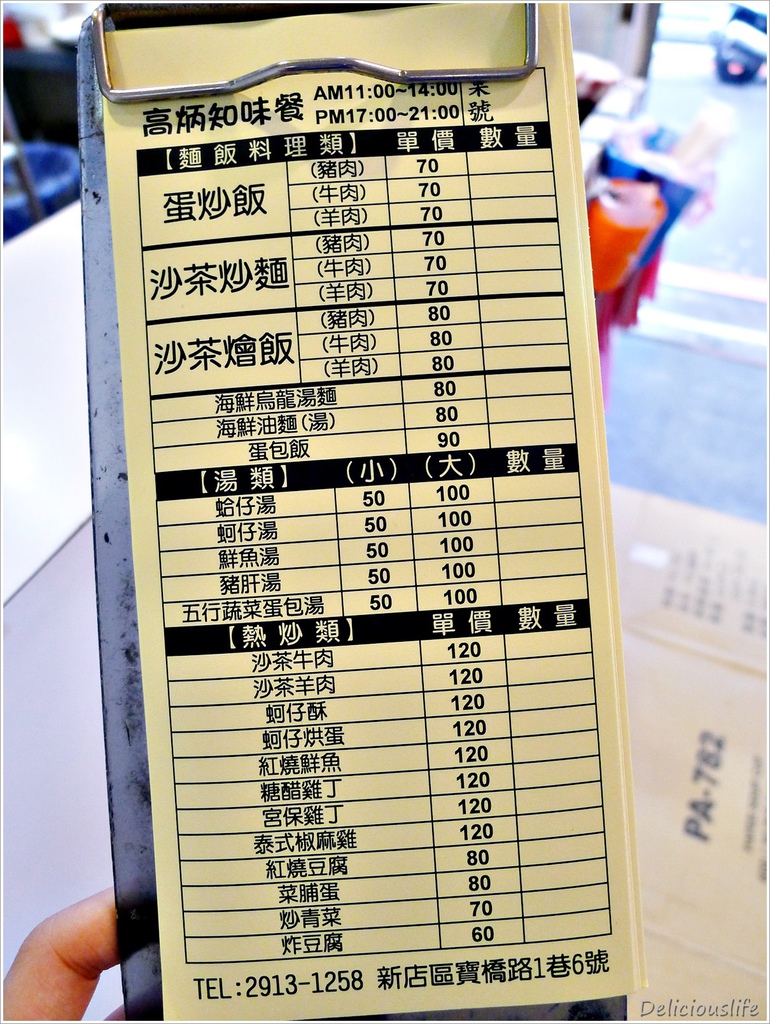 高炳知味餐 AM11:00~14:00 桌
PM17:00~21:00 號
【麵飯料理類】 單價 數量
蛋炒飯 (豬肉) 70
(牛肉) 70
(羊肉) 70
沙茶炒麵 (豬肉) 70
(牛肉) 70
(羊肉) 70
沙茶燴飯 (豬肉) 80
(牛肉) 80
(羊肉) 80
海鮮烏龍湯麵 80
海鮮油麵(湯) 80
蛋包飯 90
【湯類】 (小) (大) 數量
蛤仔湯 50 100
蚵仔湯 50 100
鮮魚湯 50 100
豬肝湯 50 100
五行蔬菜蛋包湯 50 100
【熱炒類】 單價 數量
沙茶牛肉 120
沙茶羊肉 120
蚵仔酥 120
蚵仔烘蛋 120
紅燒鮮魚 120
糖醋雞丁 120
宮保雞丁 120
泰式椒麻雞 120
紅燒豆腐 80
菜脯蛋 80
炒青菜 70
炸豆腐 60
TEL:2913-1258 新店區寶橋路1巷6號
PA-782
Deliciouslife